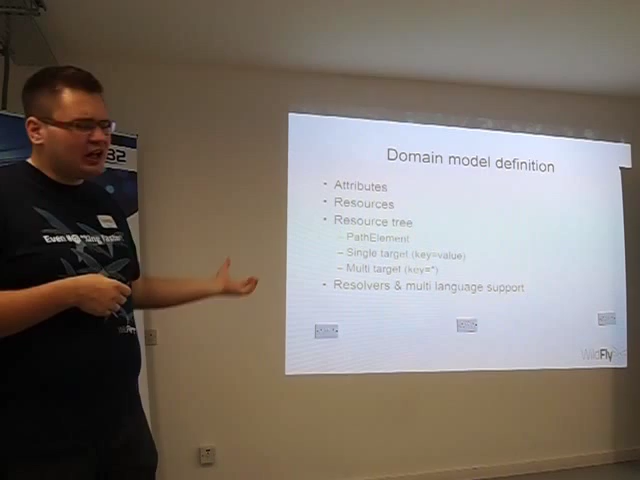 Domain model definition
• Attributes
• Resources
• Resource tree
– PathElement
– Single target (key=value)
– Multi target (key=*)
• Resolvers & multi language support
WildFly
32